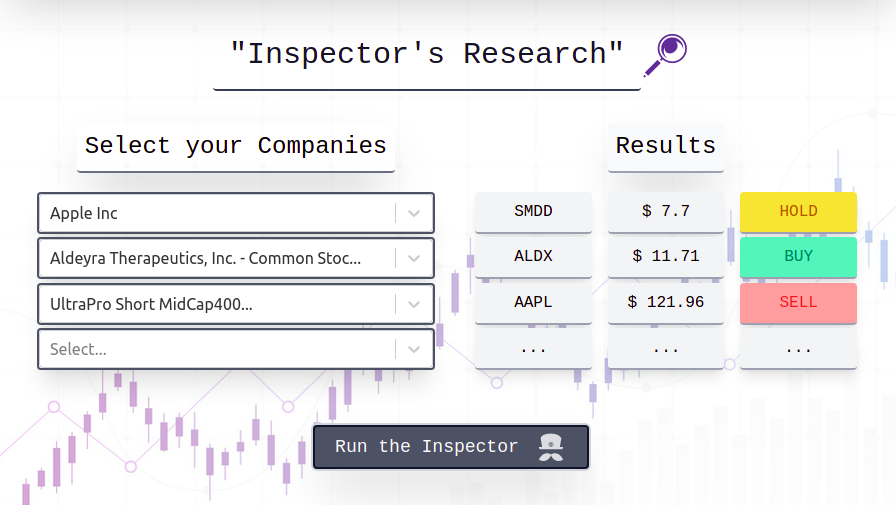 "Inspector's Research"
Select your Companies
Results
Apple Inc
SMDD
$ 7.7
HOLD
Aldeyra Therapeutics, Inc. - Common Stoc...
ALDX
$ 11.71
BUY
UltraPro Short MidCap400...
AAPL
$ 121.96
SELL
Select...
...
...
...
Run the Inspector